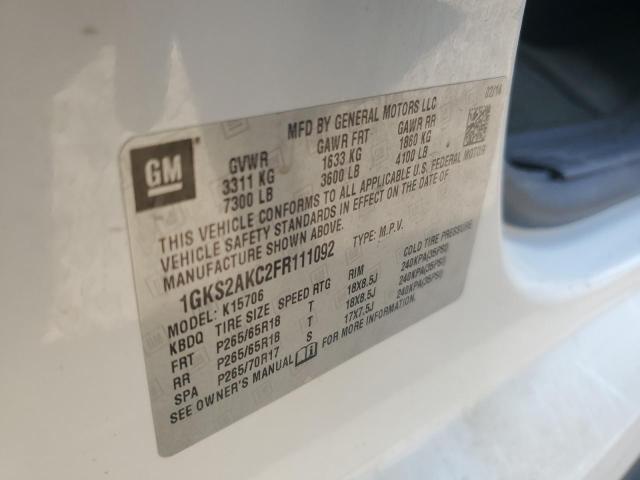 02/14
MFD BY GENERAL MOTORS LLC
GM
GVWR GAWR FRT GAWR RR
3311 KG 1633 KG 1860 KG
7300 LB 3600 LB 4100 LB
THIS VEHICLE CONFORMS TO ALL APPLICABLE U.S. FEDERAL MOTOR
VEHICLE SAFETY STANDARDS IN EFFECT ON THE DATE OF
MANUFACTURE SHOWN ABOVE.
1GKS2AKC2FR111092 TYPE: M.P.V.
MODEL: K15706
KBDQ TIRE SIZE SPEED RTG RIM COLD TIRE PRESSURE
FRT P265/65R18 T 18X8.5J 240KPA(35PSI)
RR P265/65R18 T 18X8.5J 240KPA(35PSI)
SPA P265/70R17 S 17X7.5J 240KPA(35PSI)
SEE OWNER'S MANUAL FOR MORE INFORMATION.